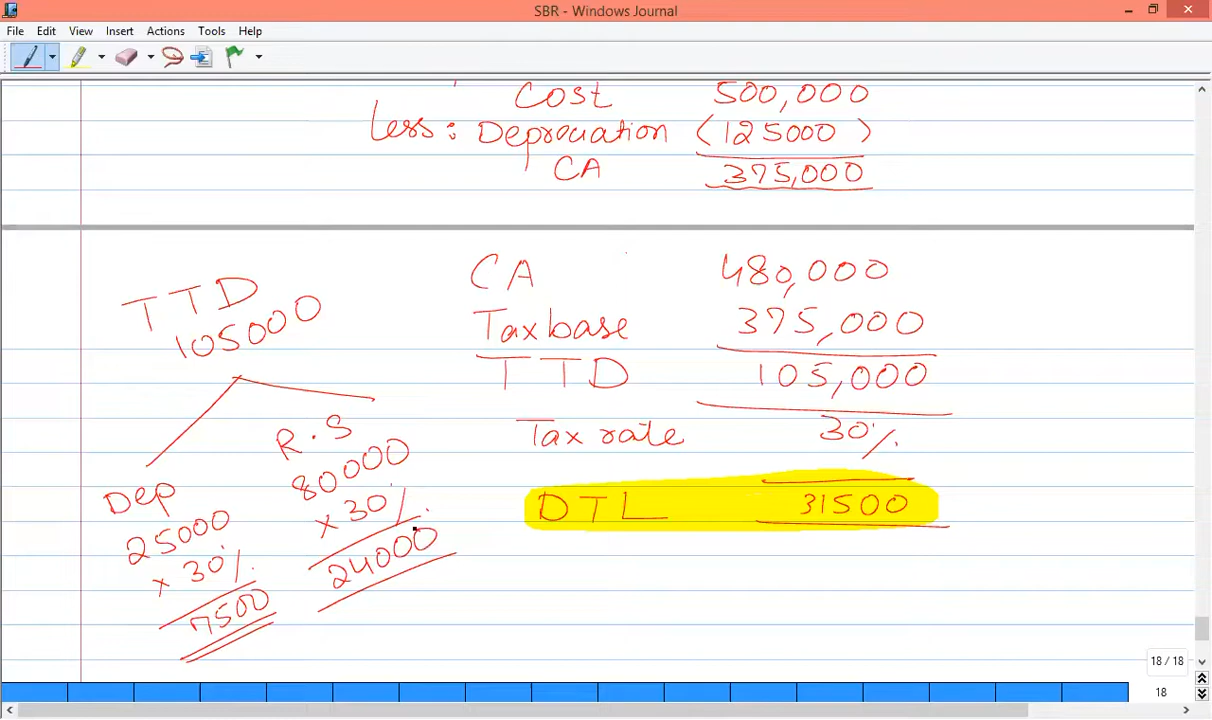 SBR - Windows Journal
File Edit View Insert Actions Tools Help
Cost 500,000
less: Depreciation (125000)
CA 375,000
CA 480,000
Tax base 375,000
TTD 105,000
Tax rate 30%
DTL 31500
TTD
105000
Dep
25000
x 30%
7500
R.S
80000
x 30%
24000
18 / 18
18